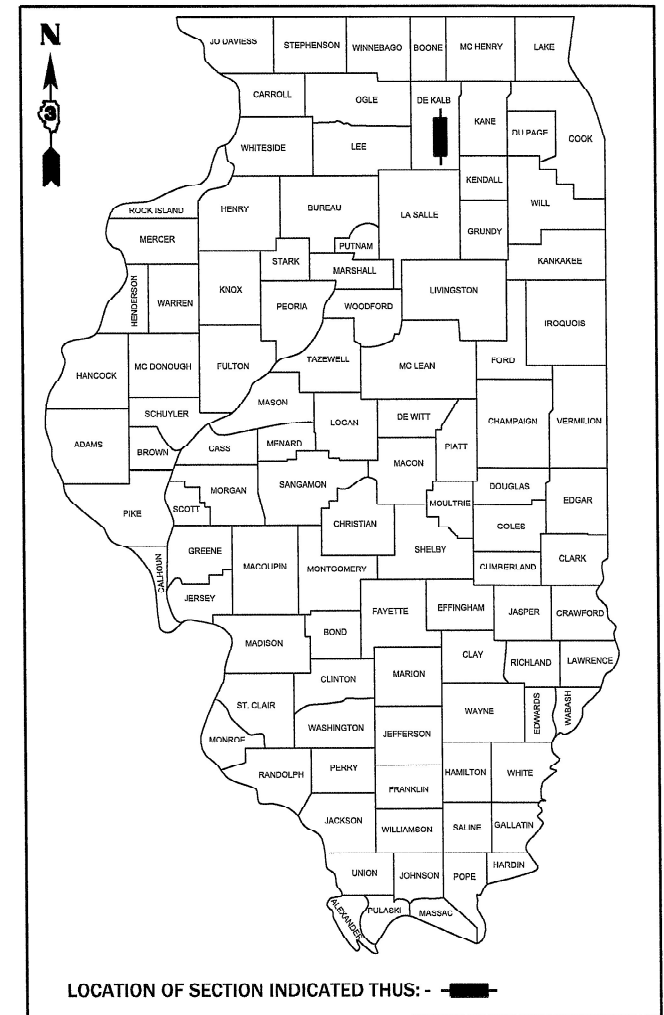 N
3
JO DAVIESS STEPHENSON WINNEBAGO BOONE MC HENRY LAKE
CARROLL OGLE DE KALB KANE DU PAGE COOK
WHITESIDE LEE KENDALL WILL
ROCK ISLAND HENRY BUREAU LA SALLE GRUNDY
MERCER PUTNAM KANKAKEE
STARK MARSHALL
HENDERSON WARREN KNOX PEORIA WOODFORD LIVINGSTON IROQUOIS
HANCOCK MC DONOUGH FULTON TAZEWELL MC LEAN FORD
SCHUYLER MASON LOGAN DE WITT CHAMPAIGN VERMILION
ADAMS BROWN CASS MENARD MACON PIATT
PIKE SCOTT MORGAN SANGAMON MOULTRIE DOUGLAS EDGAR
CHRISTIAN COLES
CALHOUN GREENE MACOUPIN MONTGOMERY SHELBY CUMBERLAND CLARK
JERSEY FAYETTE EFFINGHAM JASPER CRAWFORD
MADISON BOND
CLINTON MARION CLAY RICHLAND LAWRENCE
ST. CLAIR WAYNE EDWARDS WABASH
MONROE WASHINGTON JEFFERSON
RANDOLPH PERRY FRANKLIN HAMILTON WHITE
JACKSON WILLIAMSON SALINE GALLATIN
UNION JOHNSON POPE HARDIN
ALEXANDER PULASKI MASSAC
LOCATION OF SECTION INDICATED THUS: -